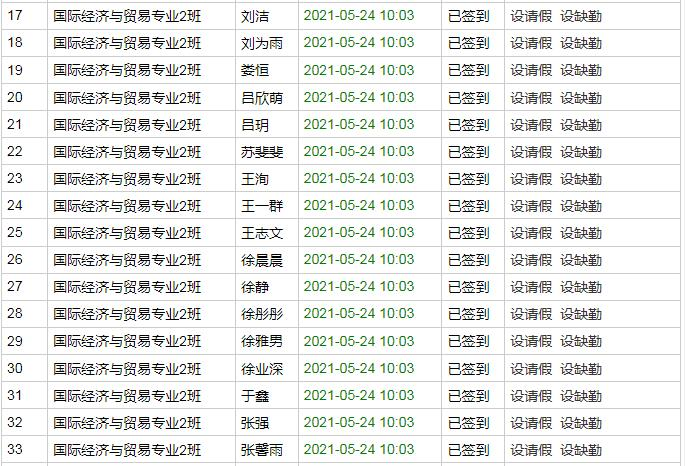 17 国际经济与贸易专业2班 刘洁 2021-05-24 10:03 已签到 设请假 设缺勤
18 国际经济与贸易专业2班 刘为雨 2021-05-24 10:03 已签到 设请假 设缺勤
19 国际经济与贸易专业2班 娄恒 2021-05-24 10:03 已签到 设请假 设缺勤
20 国际经济与贸易专业2班 吕欣萌 2021-05-24 10:03 已签到 设请假 设缺勤
21 国际经济与贸易专业2班 吕玥 2021-05-24 10:03 已签到 设请假 设缺勤
22 国际经济与贸易专业2班 苏斐斐 2021-05-24 10:03 已签到 设请假 设缺勤
23 国际经济与贸易专业2班 王洵 2021-05-24 10:03 已签到 设请假 设缺勤
24 国际经济与贸易专业2班 王一群 2021-05-24 10:03 已签到 设请假 设缺勤
25 国际经济与贸易专业2班 王志文 2021-05-24 10:03 已签到 设请假 设缺勤
26 国际经济与贸易专业2班 徐晨晨 2021-05-24 10:03 已签到 设请假 设缺勤
27 国际经济与贸易专业2班 徐静 2021-05-24 10:03 已签到 设请假 设缺勤
28 国际经济与贸易专业2班 徐彤彤 2021-05-24 10:03 已签到 设请假 设缺勤
29 国际经济与贸易专业2班 徐雅男 2021-05-24 10:03 已签到 设请假 设缺勤
30 国际经济与贸易专业2班 徐业深 2021-05-24 10:03 已签到 设请假 设缺勤
31 国际经济与贸易专业2班 于鑫 2021-05-24 10:03 已签到 设请假 设缺勤
32 国际经济与贸易专业2班 张强 2021-05-24 10:03 已签到 设请假 设缺勤
33 国际经济与贸易专业2班 张馨雨 2021-05-24 10:03 已签到 设请假 设缺勤